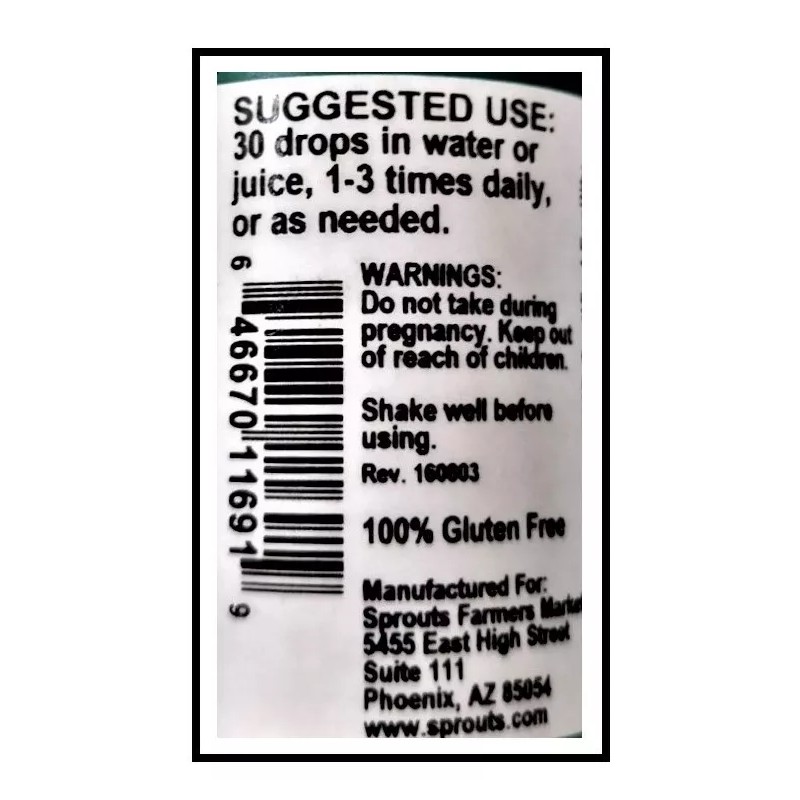 SUGGESTED USE:
30 drops in water or
juice, 1-3 times daily,
or as needed.
6 46670 11691 9
WARNINGS:
Do not take during
pregnancy. Keep out
of reach of children.
Shake well before
using.
Rev. 160803
100% Gluten Free
Manufactured For:
Sprouts Farmers Market
5455 East High Street
Suite 111
Phoenix, AZ 85054
www.sprouts.com